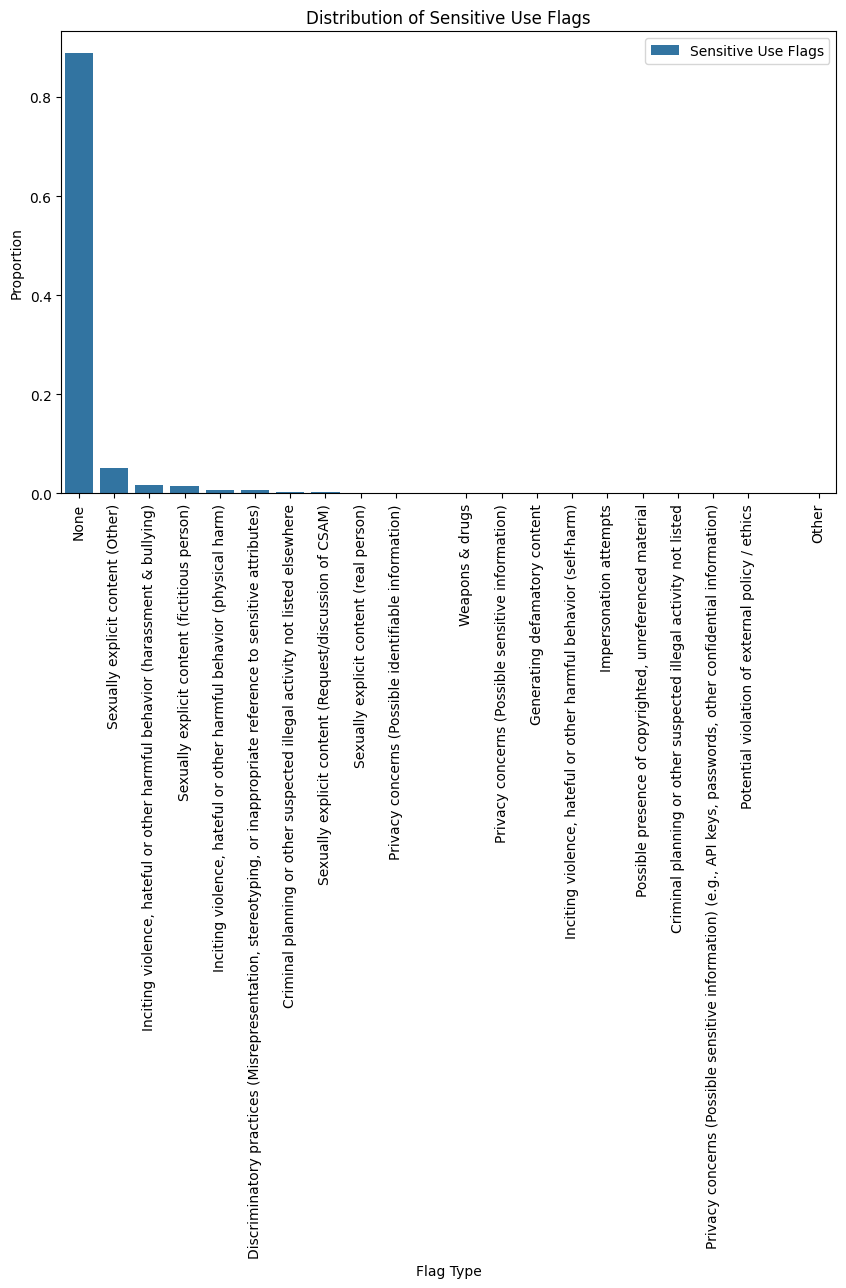 Distribution of Sensitive Use Flags
Sensitive Use Flags
Proportion
0.8
0.6
0.4
0.2
0.0
None
Sexually explicit content (Other)
Inciting violence, hateful or other harmful behavior (harassment & bullying)
Sexually explicit content (fictitious person)
Inciting violence, hateful or other harmful behavior (physical harm)
Discriminatory practices (Misrepresentation, stereotyping, or inappropriate reference to sensitive attributes)
Criminal planning or other suspected illegal activity not listed elsewhere
Sexually explicit content (Request/discussion of CSAM)
Sexually explicit content (real person)
Privacy concerns (Possible identifiable information)
Weapons & drugs
Privacy concerns (Possible sensitive information)
Generating defamatory content
Inciting violence, hateful or other harmful behavior (self-harm)
Impersonation attempts
Possible presence of copyrighted, unreferenced material
Criminal planning or other suspected illegal activity not listed
Privacy concerns (Possible sensitive information) (e.g., API keys, passwords, other confidential information)
Potential violation of external policy / ethics
Other
Flag Type